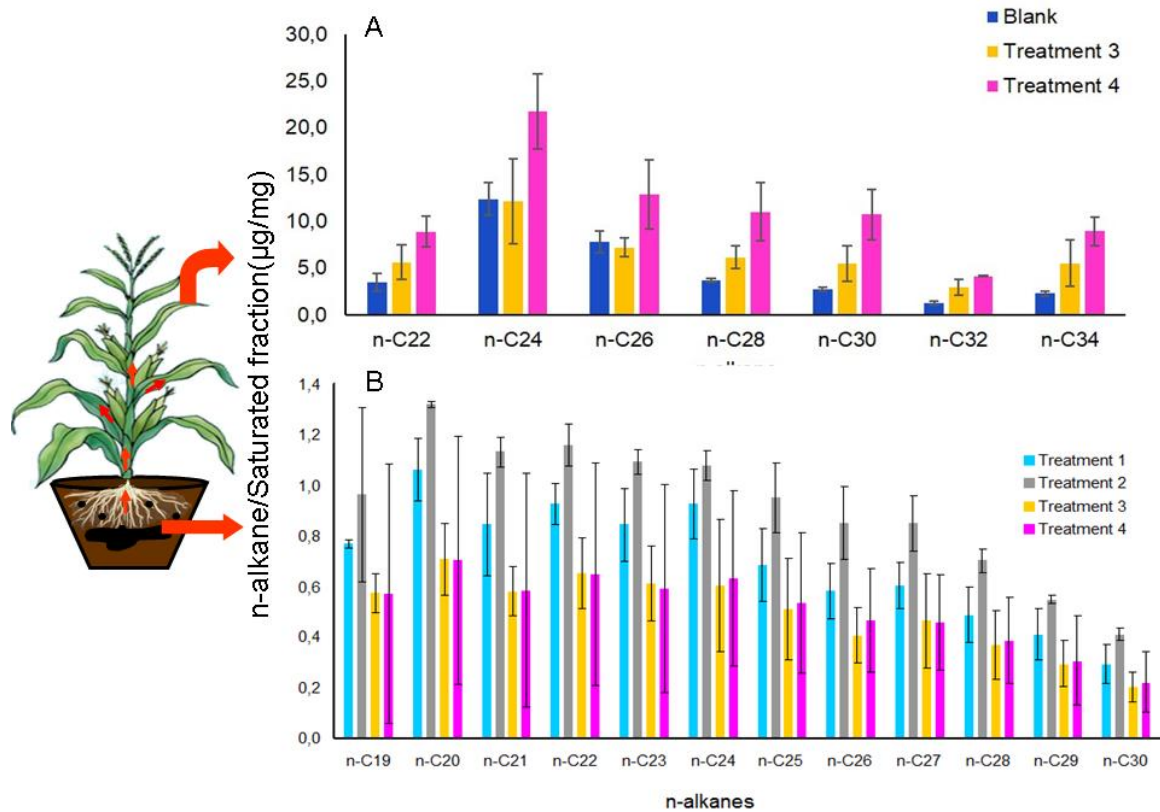 n-alkane/Saturated fraction(µg/mg)
A
Blank
Treatment 3
Treatment 4
30,0
25,0
20,0
15,0
10,0
5,0
0,0
n-C22 n-C24 n-C26 n-C28 n-C30 n-C32 n-C34
B
Treatment 1
Treatment 2
Treatment 3
Treatment 4
1,4
1,2
1,0
0,8
0,6
0,4
0,2
0,0
n-C19 n-C20 n-C21 n-C22 n-C23 n-C24 n-C25 n-C26 n-C27 n-C28 n-C29 n-C30
n-alkanes